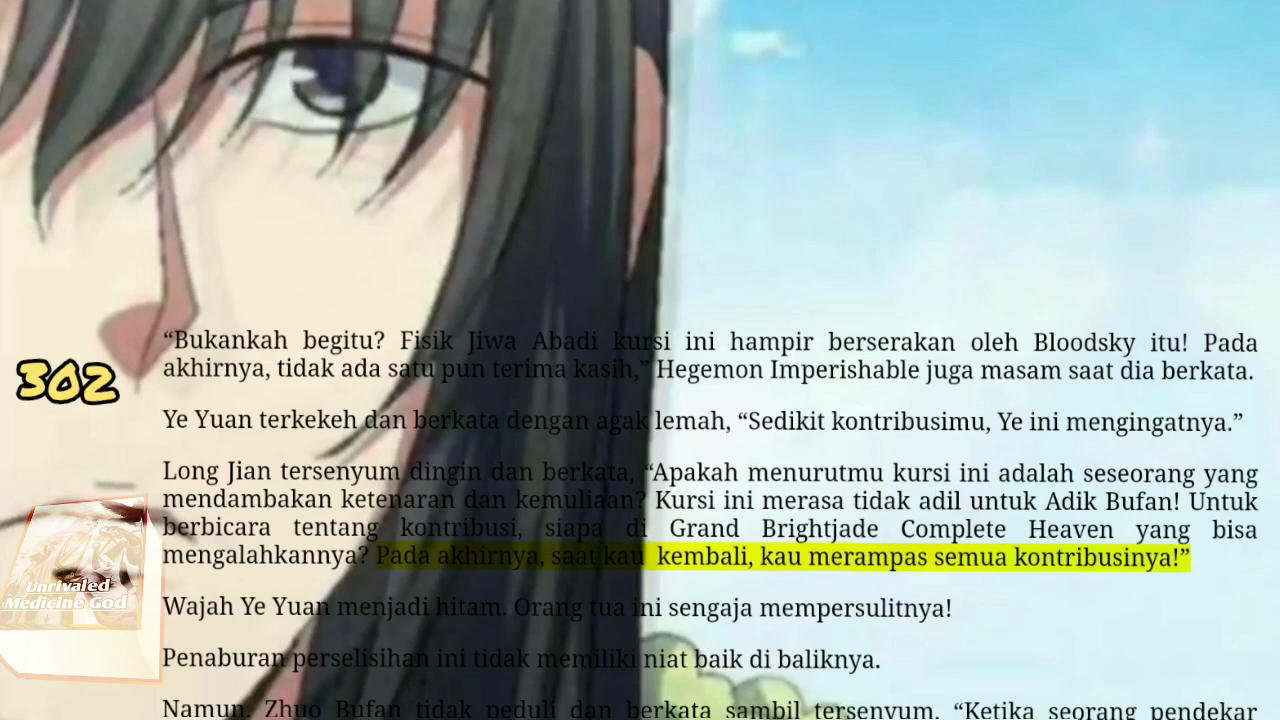 “Bukankah begitu? Fisik Jiwa Abadi kursi ini hampir berserakan oleh Bloodsky itu! Pada
akhirnya, tidak ada satu pun terima kasih,” Hegemon Imperishable juga masam saat dia berkata.
302
Ye Yuan terkekeh dan berkata dengan agak lemah, “Sedikit kontribusimu, Ye ini mengingatnya.”
Long Jian tersenyum dingin dan berkata, “Apakah menurutmu kursi ini adalah seseorang yang
mendambakan ketenaran dan kemuliaan? Kursi ini merasa tidak adil untuk Adik Bufan! Untuk
berbicara tentang kontribusi, siapa di Grand Brightjade Complete Heaven yang bisa
mengalahkannya? Pada akhirnya, saat kau kembali, kau merampas semua kontribusinya!”
Unrivaled
Medicine God
Wajah Ye Yuan menjadi hitam. Orang tua ini sengaja mempersulitnya!
Penaburan perselisihan ini tidak memiliki niat baik di baliknya.
Namun, Zhuo Bufan tidak peduli dan berkata sambil tersenyum, “Ketika seorang pendekar